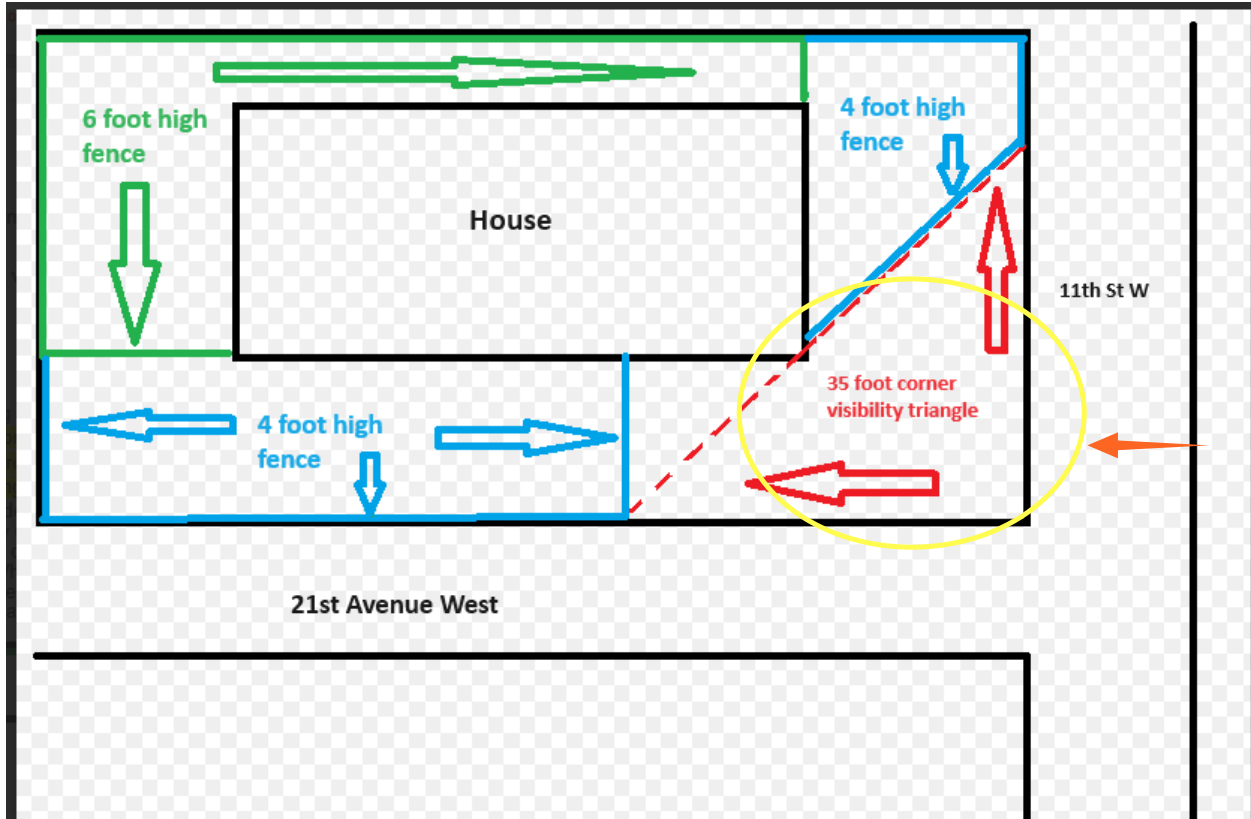 6 foot high
fence
4 foot high
fence
House
11th St W
35 foot corner
visibility triangle
4 foot high
fence
21st Avenue West